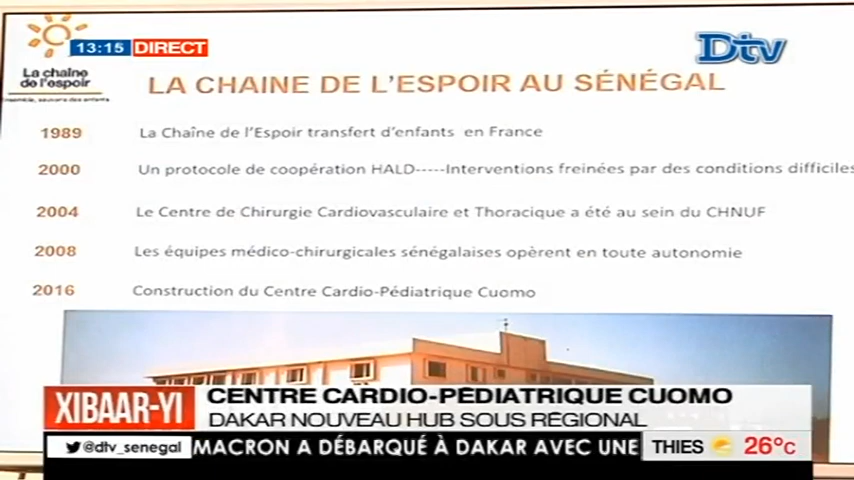 13:15 DIRECT
Dtv
La chaîne
de l'espoir
LA CHAINE DE L'ESPOIR AU SÉNÉGAL
1989 La Chaîne de l'Espoir transfert d'enfants en France
2000 Un protocole de coopération HALD-----Interventions freinées par des conditions difficiles
2004 Le Centre de Chirurgie Cardiovasculaire et Thoracique a été au sein du CHNUF
2008 Les équipes médico-chirurgicales sénégalaises opèrent en toute autonomie
2016 Construction du Centre Cardio-Pédiatrique Cuomo
XIBAAR-YI
CENTRE CARDIO-PÉDIATRIQUE CUOMO
DAKAR NOUVEAU HUB SOUS RÉGIONAL
@dtv_senegal MACRON A DÉBARQUÉ À DAKAR AVEC UNE THIES 26°C